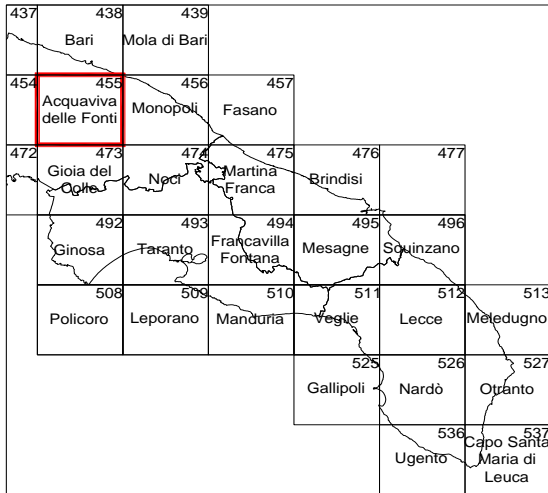 437 438 439
Bari Mola di Bari
454 455 456 457
Acquaviva
delle Fonti Monopoli Fasano
472 473 474 475 476 477
Gioia del
Colle Noci Martina
Franca Brindisi
492 493 494 495 496
Ginosa Taranto Francavilla
Fontana Mesagne Squinzano
508 509 510 511 512 513
Policoro Leporano Manduria Veglie Lecce Meledugno
525 526 527
Gallipoli Nardò Otranto
536 537
Ugento Capo Santa
Maria di
Leuca